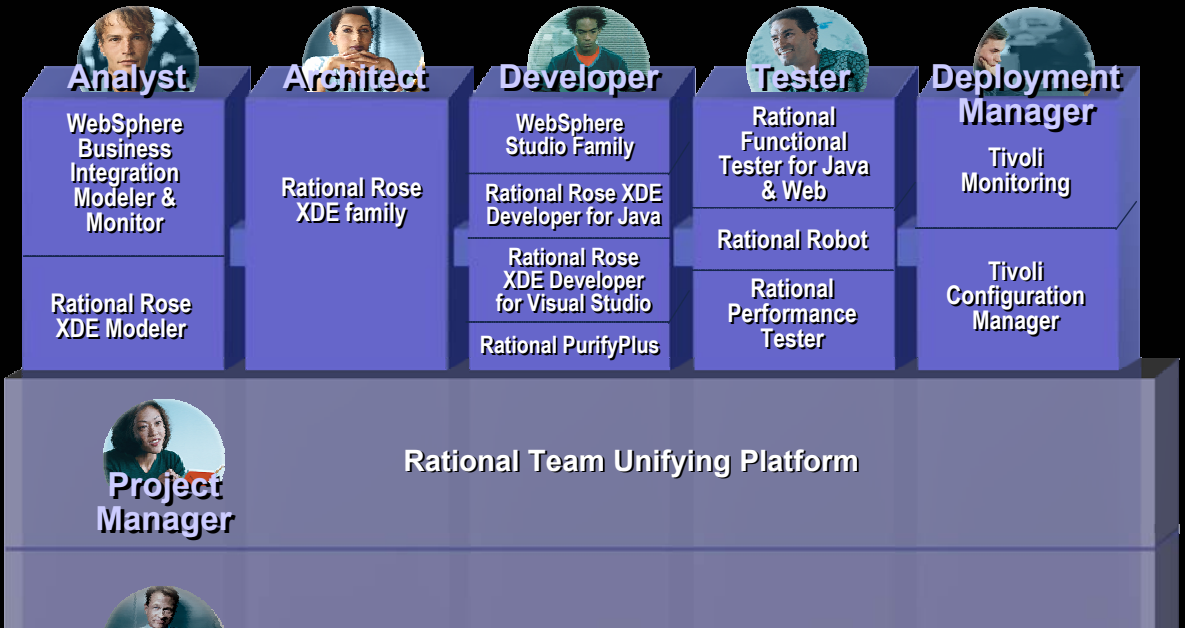 Analyst
WebSphere
Business
Integration
Modeler &
Monitor
Rational Rose
XDE Modeler
Architect
Rational Rose
XDE family
Developer
WebSphere
Studio Family
Rational Rose XDE
Developer for Java
Rational Rose
XDE Developer
for Visual Studio
Rational PurifyPlus
Tester
Rational
Functional
Tester for Java
& Web
Rational Robot
Rational
Performance
Tester
Deployment
Manager
Tivoli
Monitoring
Tivoli
Configuration
Manager
Project
Manager
Rational Team Unifying Platform